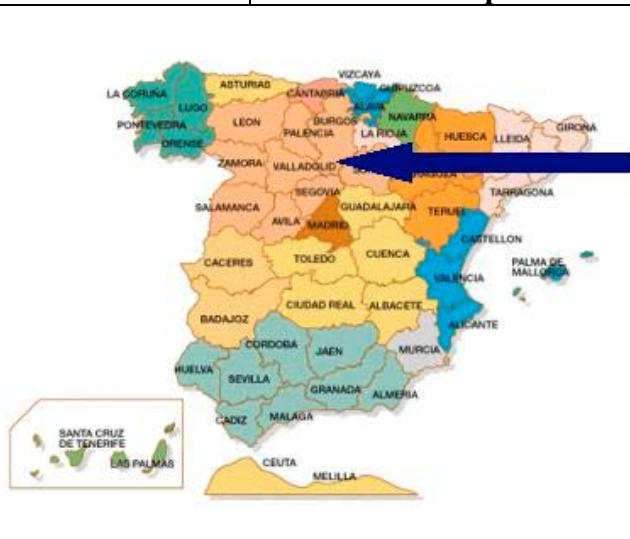 VIZCAYA
ASTURIAS
CANTABRIA
GUIPUZCOA
LA CORUÑA
LUGO
ALAVA
NAVARRA
PONTEVEDRA
LEON
BURGOS
PALENCIA
LA RIOJA
HUESCA
LLEIDA
GIRONA
ORENSE
ZAMORA
VALLADOLID
SEGOVIA
TARRAGONA
SALAMANCA
AVILA
MADRID
GUADALAJARA
TERUEL
CASTELLON
CACERES
TOLEDO
CUENCA
PALMA DE
MALLORCA
VALENCIA
BADAJOZ
CIUDAD REAL
ALBACETE
ALICANTE
CORDOBA
JAEN
MURCIA
HUELVA
SEVILLA
GRANADA
ALMERIA
CADIZ
MALAGA
SANTA CRUZ
DE TENERIFE
LAS PALMAS
CEUTA
MELILLA